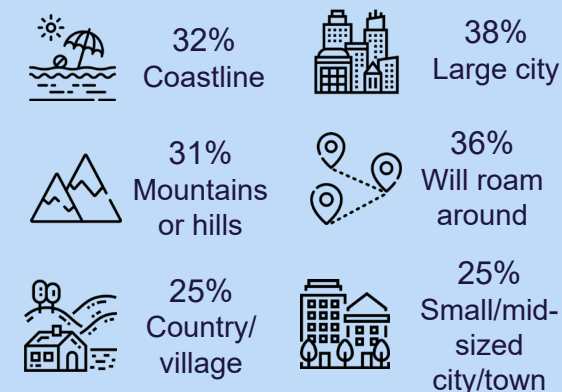 32%
Coastline
38%
Large city
31%
Mountains
or hills
36%
Will roam
around
25%
Country/
village
25%
Small/mid-
sized
city/town